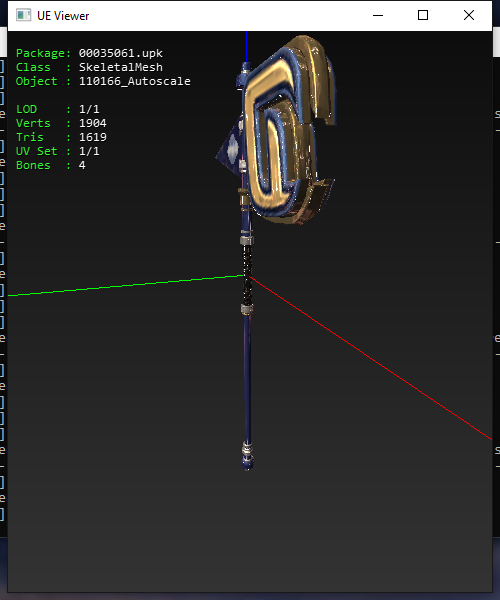 UE Viewer
Package: 00035061.upk
Class  : SkeletalMesh
Object : 110166_Autoscale
LOD    : 1/1
Verts  : 1904
Tris   : 1619
UV Set : 1/1
Bones  : 4